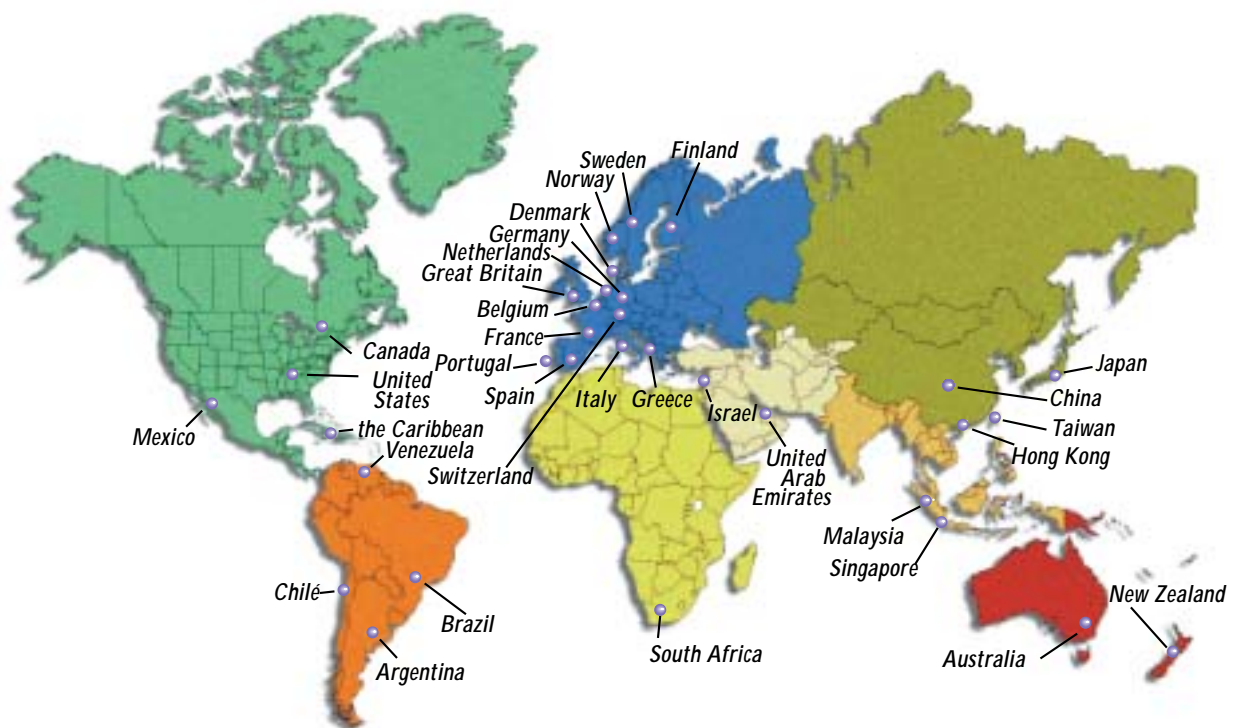 Finland
Sweden
Norway
Denmark
Germany
Netherlands
Great Britain
Belgium
France
Portugal
Spain
Italy
Greece
Switzerland
Canada
United
States
Mexico
the Caribbean
Venezuela
Chilé
Brazil
Argentina
Israel
United
Arab
Emirates
South Africa
Japan
China
Taiwan
Hong Kong
Malaysia
Singapore
New Zealand
Australia